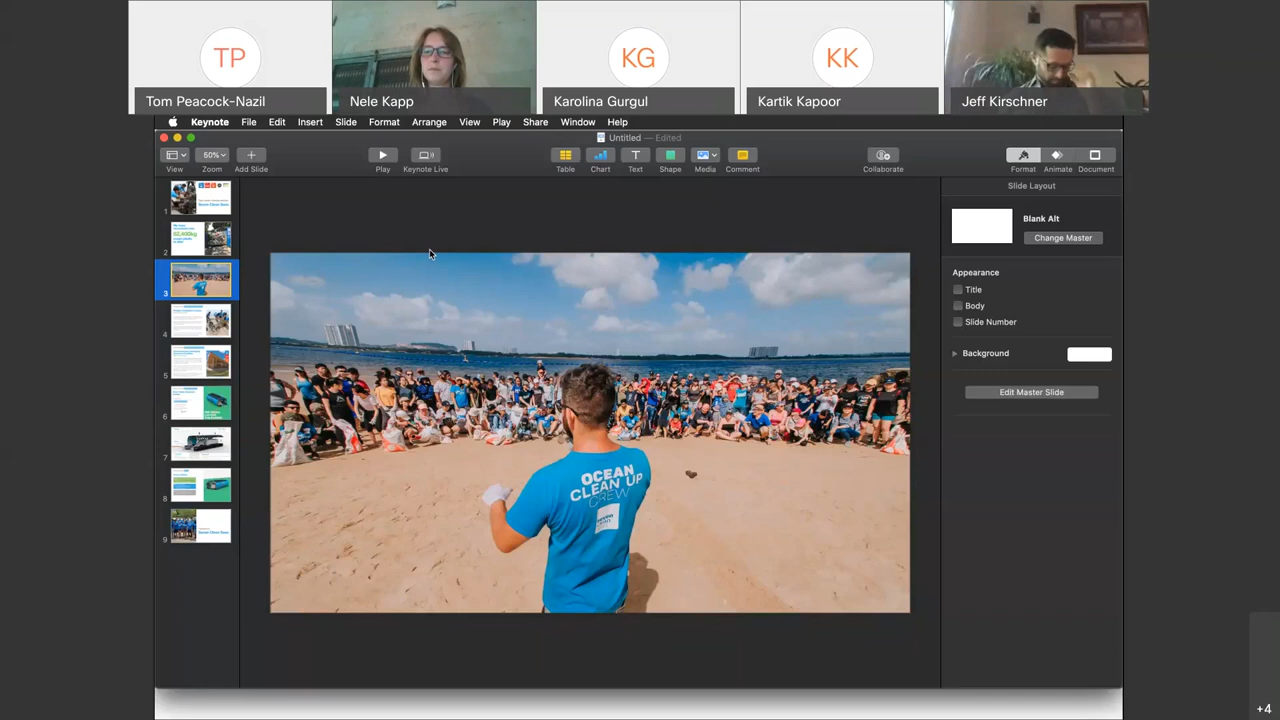 TP
KG
KK
Tom Peacock-Nazil
Nele Kapp
Karolina Gurgul
Kartik Kapoor
Jeff Kirschner
Keynote File Edit Insert Slide Format Arrange View Play Share Window Help
Untitled — Edited
50%
View Zoom Add Slide Play Keynote Live Table Chart Text Shape Media Comment Collaborate Format Animate Document
Slide Layout
Blank Alt
Change Master
Appearance
Title
Body
Slide Number
Background
Edit Master Slide
1
2
3
4
5
6
7
8
9
OCEAN
CLEAN UP
CREW
+4